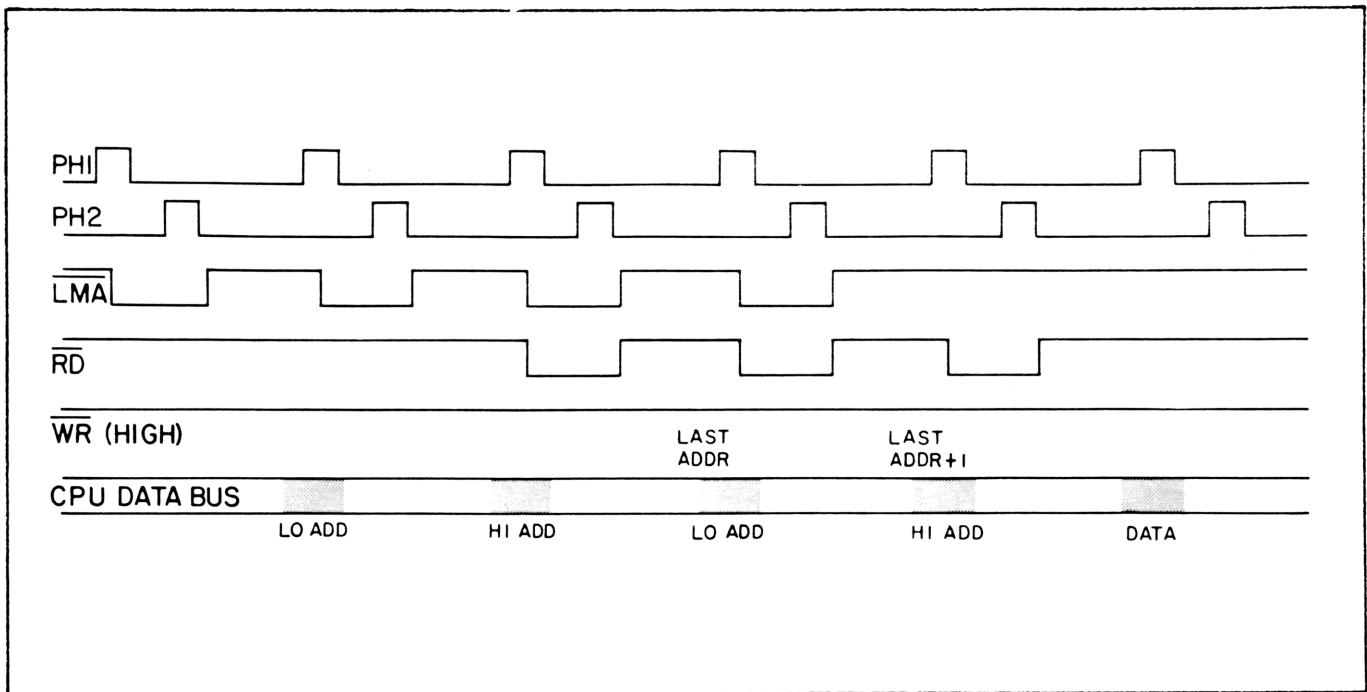 PH1
PH2
LMA
RD
WR (HIGH)
LAST ADDR
LAST ADDR+1
CPU DATA BUS
LO ADD
HI ADD
LO ADD
HI ADD
DATA